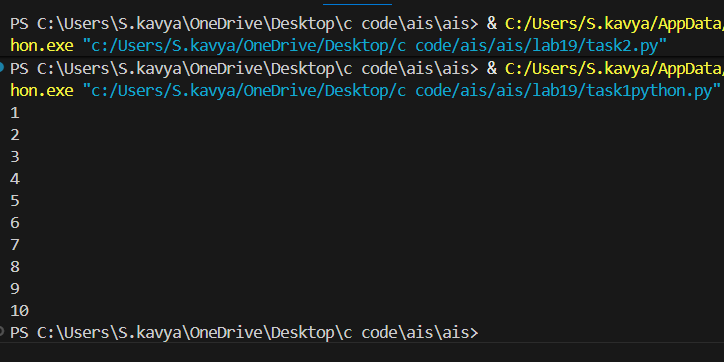 PS C:\Users\S.kavya\OneDrive\Desktop\c code\ais\ais> & C:/Users/S.kavya/AppData/
hon.exe "c:/Users/S.kavya/OneDrive/Desktop/c code/ais/ais/lab19/task2.py"
PS C:\Users\S.kavya\OneDrive\Desktop\c code\ais\ais> & C:/Users/S.kavya/AppData/
hon.exe "c:/Users/S.kavya/OneDrive/Desktop/c code/ais/ais/lab19/task1python.py"
1
2
3
4
5
6
7
8
9
10
PS C:\Users\S.kavya\OneDrive\Desktop\c code\ais\ais>